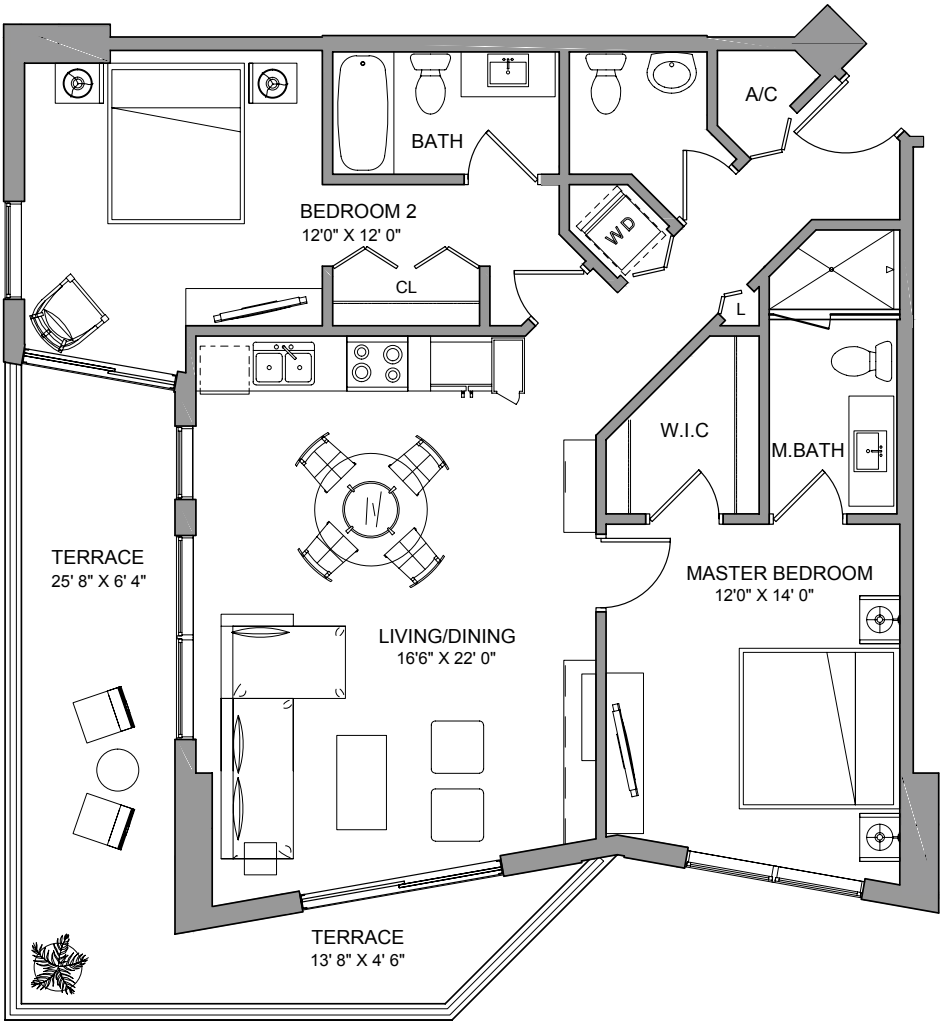 A/C
BATH
BEDROOM 2
12'0" X 12' 0"
WD
CL
L
W.I.C
M.BATH
TERRACE
25' 8" X 6' 4"
MASTER BEDROOM
12'0" X 14' 0"
LIVING/DINING
16'6" X 22' 0"
TERRACE
13' 8" X 4' 6"